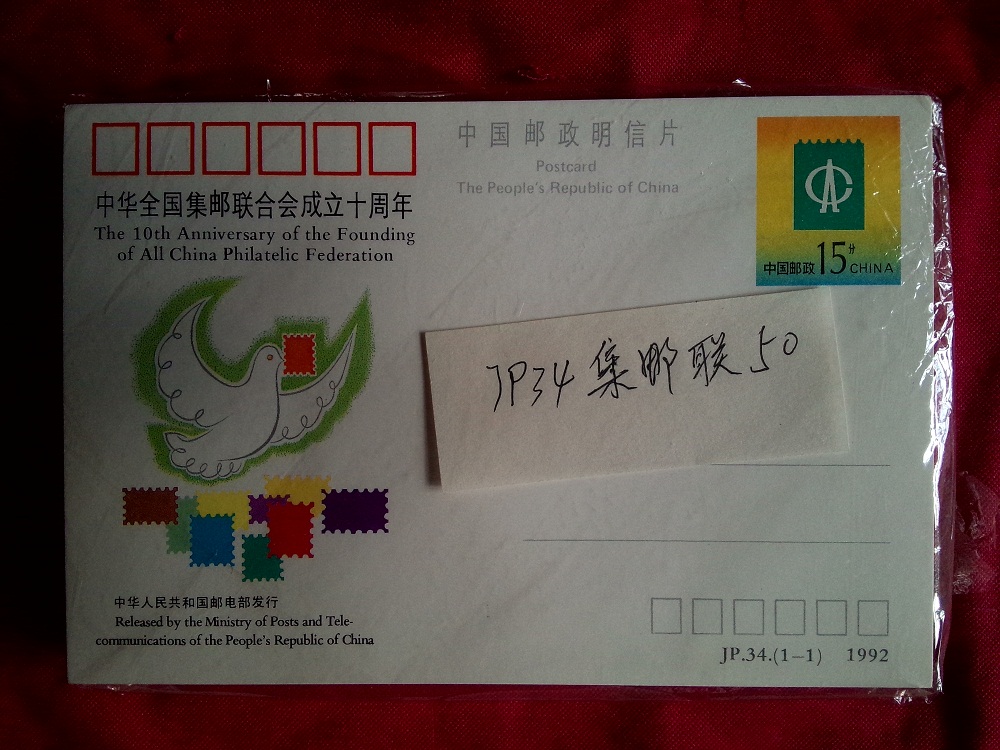 中国邮政明信片
Postcard
The People's Republic of China
中华全国集邮联合会成立十周年
The 10th Anniversary of the Founding
of All China Philatelic Federation
中国邮政 15分 CHINA
JP34 集邮联 50
中华人民共和国邮电部发行
Released by the Ministry of Posts and Tele-
communications of the People's Republic of China
JP.34.(1-1) 1992